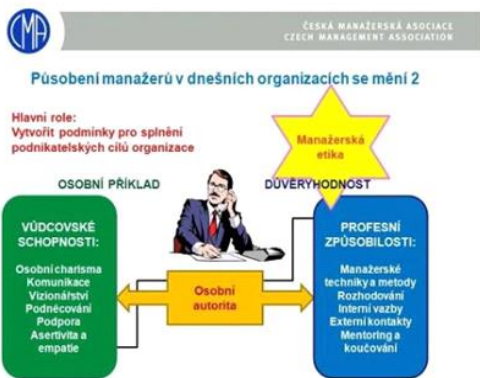 CMA
ČESKÁ MANAŽERSKÁ ASOCIACE
CZECH MANAGEMENT ASSOCIATION
Působení manažerů v dnešních organizacích se mění 2
Hlavní role:
Vytvořit podmínky pro splnění
podnikatelských cílů organizace
Manažerská
etika
OSOBNÍ PŘÍKLAD
DŮVĚRYHODNOST
VŮDCOVSKÉ
SCHOPNOSTI:
Osobní charisma
Komunikace
Vizionářství
Podněcování
Podpora
Asertivita a
empatie
Osobní
autorita
PROFESNÍ
ZPŮSOBILOSTI:
Manažerské
techniky a metody
Rozhodování
Interní vazby
Externí kontakty
Mentoring a
koučování